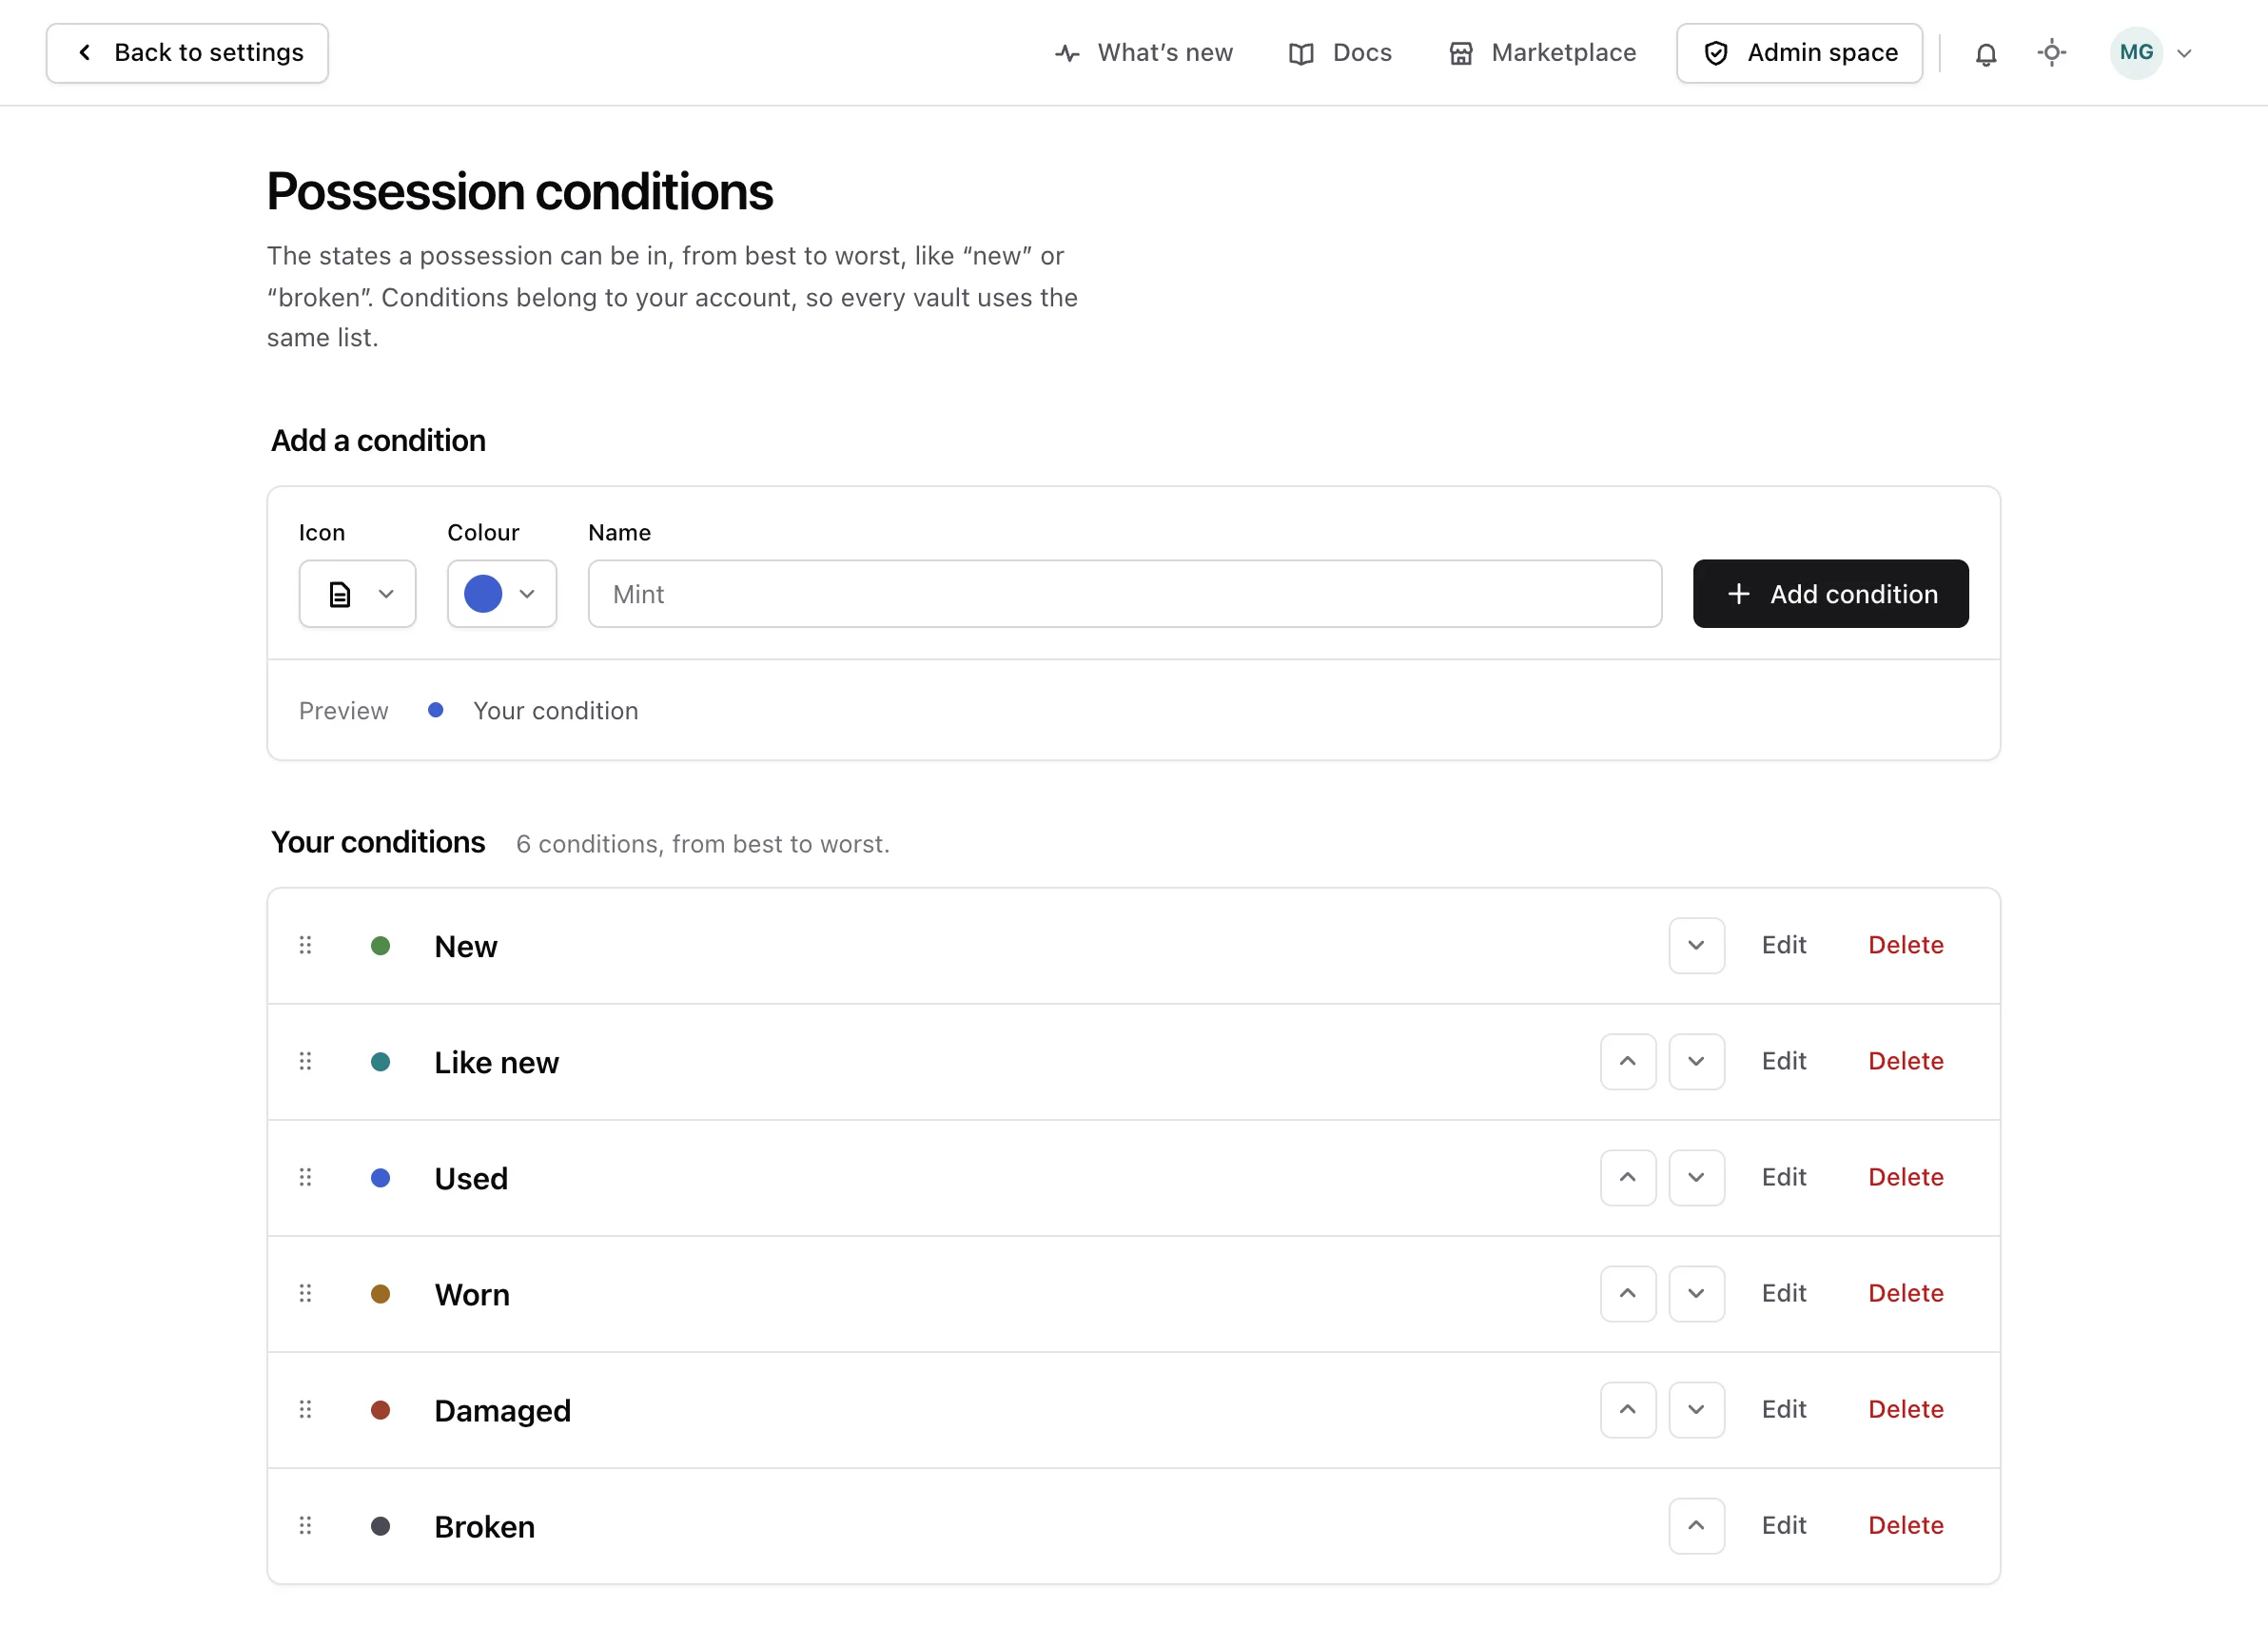 Back to settings
What’s new
Docs
Marketplace
Admin space
MG
Possession conditions
The states a possession can be in, from best to worst, like “new” or
“broken”. Conditions belong to your account, so every vault uses the
same list.
Add a condition
Icon
Colour
Name
Mint
Add condition
Preview
Your condition
Your conditions
6 conditions, from best to worst.
New
Edit
Delete
Like new
Edit
Delete
Used
Edit
Delete
Worn
Edit
Delete
Damaged
Edit
Delete
Broken
Edit
Delete